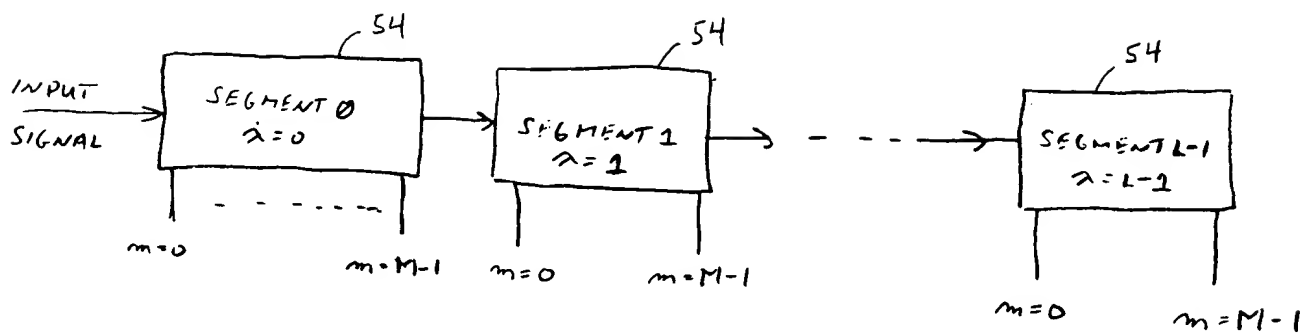 54
54
54
INPUT
SIGNAL
SEGMENT 0
λ=0
SEGMENT 1
λ=1
SEGMENT L-1
λ=L-1
m=0
m=M-1
m=0
m=M-1
m=0
m=M-1